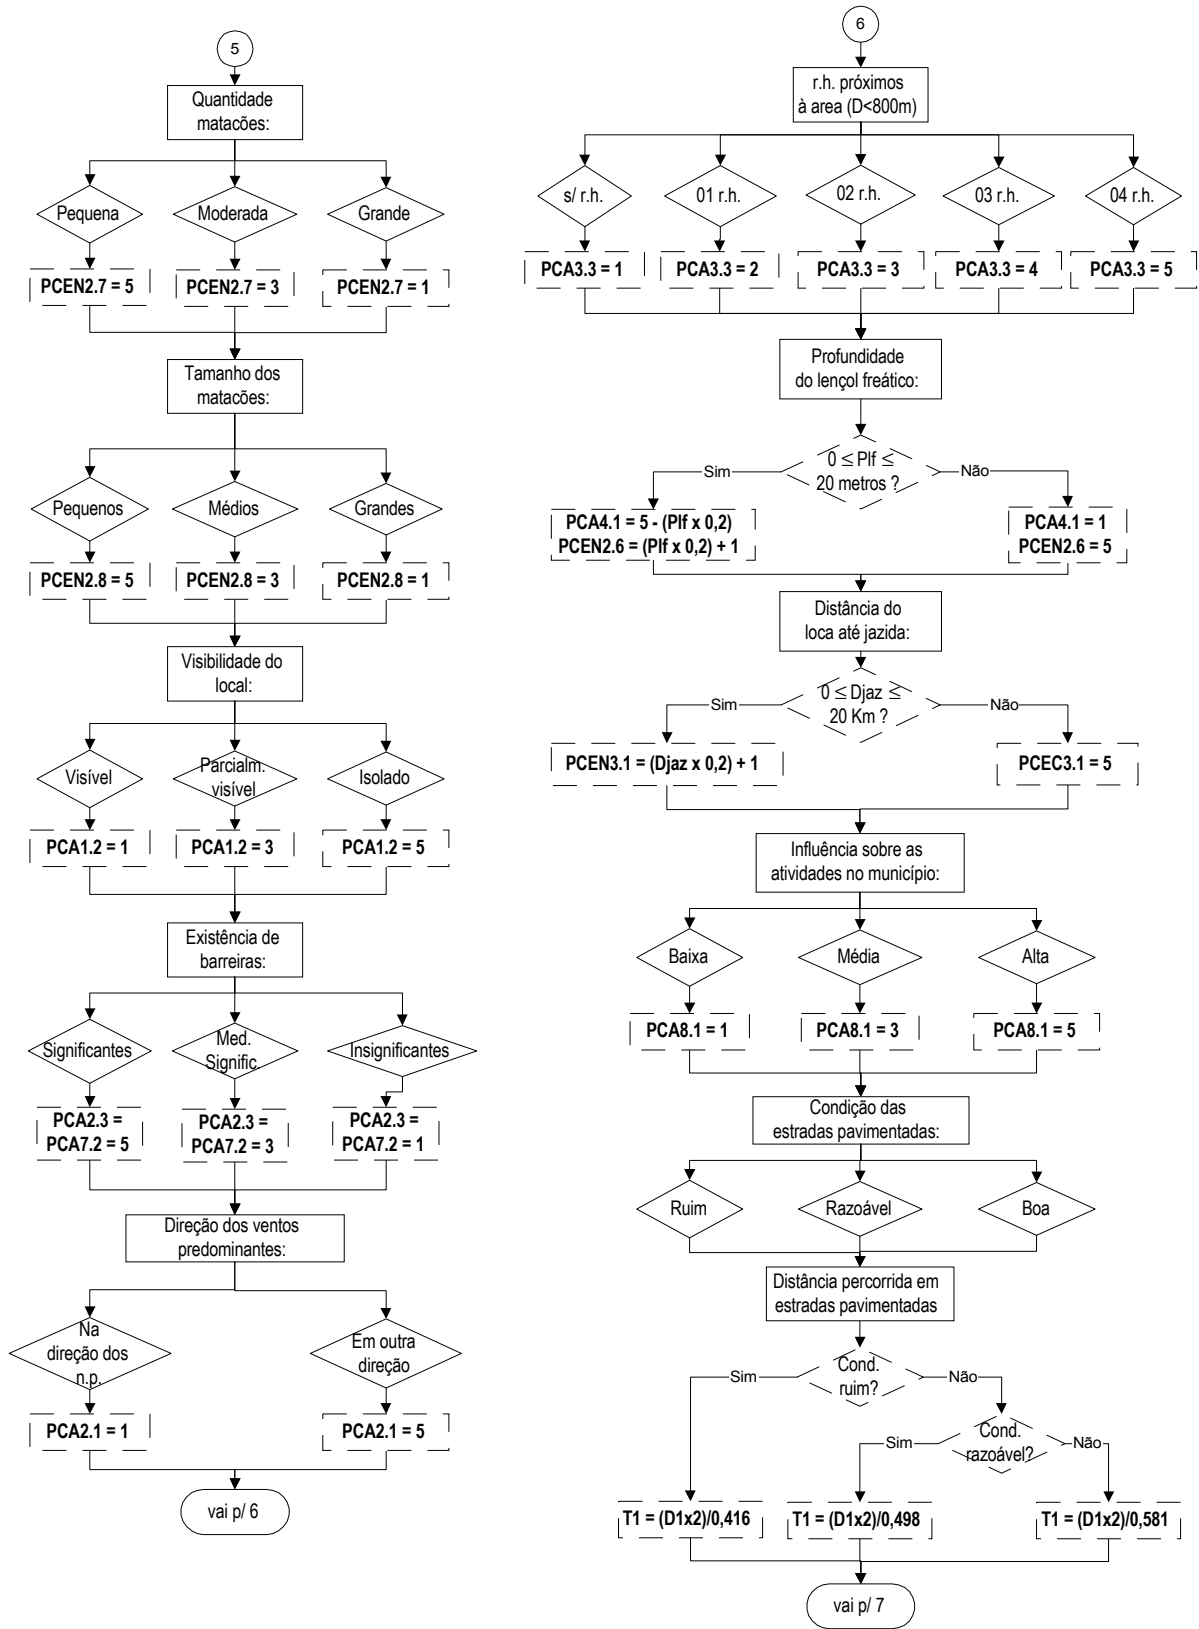 5
Quantidade
matacões:
Pequena
Moderada
Grande
PCEN2.7 = 5
PCEN2.7 = 3
PCEN2.7 = 1
Tamanho dos
matacões:
Pequenos
Médios
Grandes
PCEN2.8 = 5
PCEN2.8 = 3
PCEN2.8 = 1
Visibilidade do
local:
Visível
Parcialm.
visível
Isolado
PCA1.2 = 1
PCA1.2 = 3
PCA1.2 = 5
Existência de
barreiras:
Significantes
Med.
Signific.
Insignificantes
PCA2.3 =
PCA7.2 = 5
PCA2.3 =
PCA7.2 = 3
PCA2.3 =
PCA7.2 = 1
Direção dos ventos
predominantes:
Na
direção dos
n.p.
Em outra
direção
PCA2.1 = 1
PCA2.1 = 5
vai p/ 6
6
r.h. próximos
à area (D<800m)
s/ r.h.
01 r.h.
02 r.h.
03 r.h.
04 r.h.
PCA3.3 = 1
PCA3.3 = 2
PCA3.3 = 3
PCA3.3 = 4
PCA3.3 = 5
Profundidade
do lençol freático:
0 ≤ Plf ≤
20 metros ?
Sim
Não
PCA4.1 = 5 - (Plf x 0,2)
PCEN2.6 = (Plf x 0,2) + 1
PCA4.1 = 1
PCEN2.6 = 5
Distância do
loca até jazida:
0 ≤ Djaz ≤
20 Km ?
Sim
Não
PCEN3.1 = (Djaz x 0,2) + 1
PCEC3.1 = 5
Influência sobre as
atividades no município:
Baixa
Média
Alta
PCA8.1 = 1
PCA8.1 = 3
PCA8.1 = 5
Condição das
estradas pavimentadas:
Ruim
Razoável
Boa
Distância percorrida em
estradas pavimentadas
Cond.
ruim?
Sim
Não
Cond.
razoável?
Sim
Não
T1 = (D1x2)/0,416
T1 = (D1x2)/0,498
T1 = (D1x2)/0,581
vai p/ 7